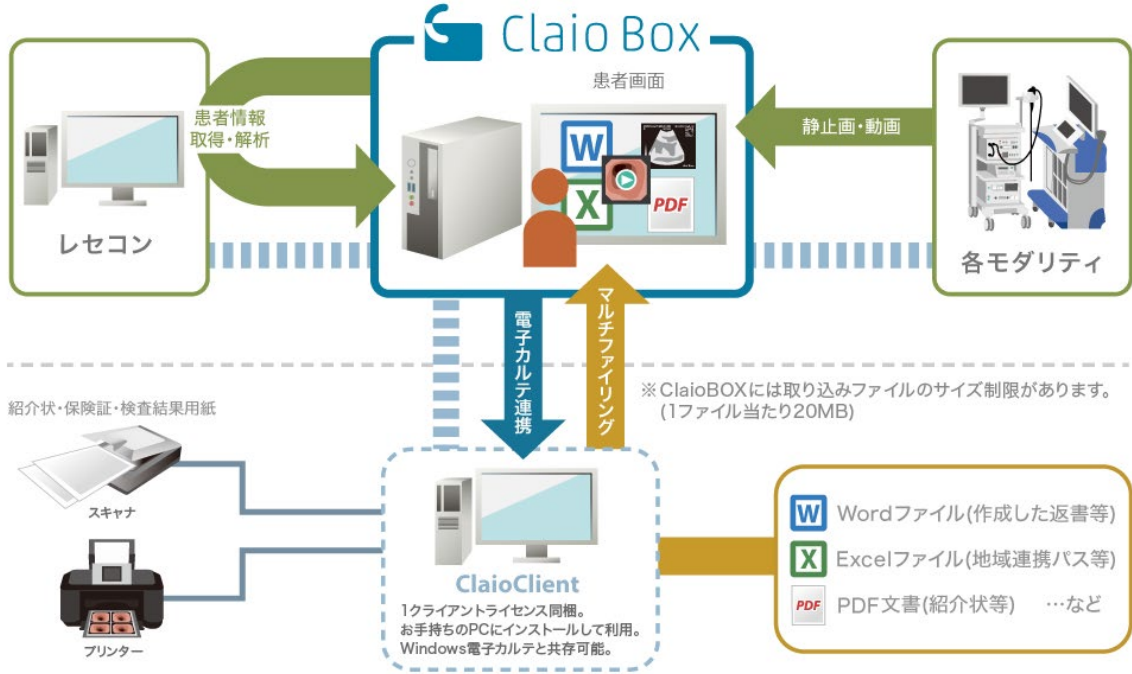 Claio Box
患者画面
患者情報
取得・解析
レセコン
W
X
PDF
静止画・動画
各モダリティ
電子カルテ連携
マルチファイリング
※ClaioBOXには取り込みファイルのサイズ制限があります。
(1ファイル当たり20MB)
紹介状・保険証・検査結果用紙
スキャナ
プリンター
ClaioClient
1クライアントライセンス同梱。
お手持ちのPCにインストールして利用。
Windows電子カルテと共存可能。
W Wordファイル(作成した返書等)
X Excelファイル(地域連携パス等)
PDF PDF文書(紹介状等) …など